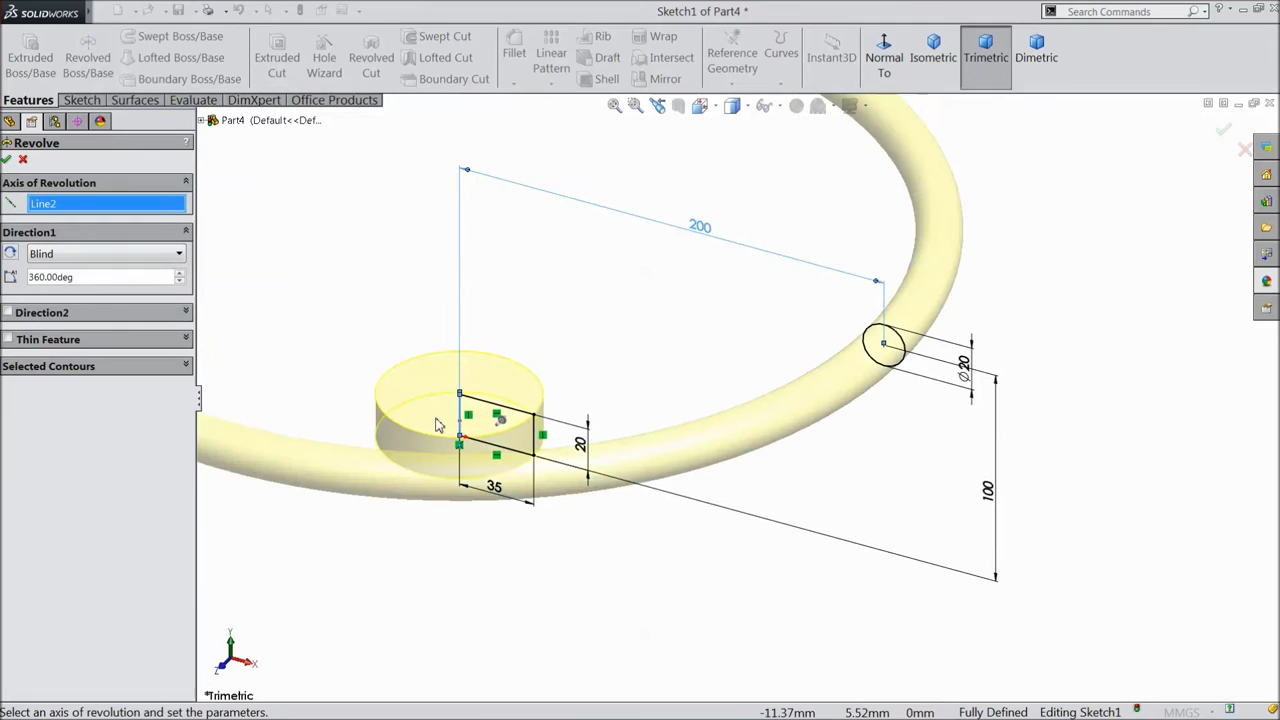 SOLIDWORKS
Sketch1 of Part4 *
Search Commands
Extruded Boss/Base
Revolved Boss/Base
Swept Boss/Base
Lofted Boss/Base
Boundary Boss/Base
Extruded Cut
Hole Wizard
Revolved Cut
Swept Cut
Lofted Cut
Boundary Cut
Fillet
Linear Pattern
Rib
Draft
Shell
Wrap
Intersect
Mirror
Reference Geometry
Curves
Instant3D
Normal To
Isometric
Trimetric
Dimetric
Features
Sketch
Surfaces
Evaluate
DimXpert
Office Products
Part4 (Default<<Def...
Revolve
?
Axis of Revolution
Line2
Direction1
Blind
360.00deg
Direction2
Thin Feature
Selected Contours
200
Ø20
20
35
100
Y
X
Z
*Trimetric
Select an axis of revolution and set the parameters.
-11.37mm
5.52mm
0mm
Fully Defined
Editing Sketch1
MMGS